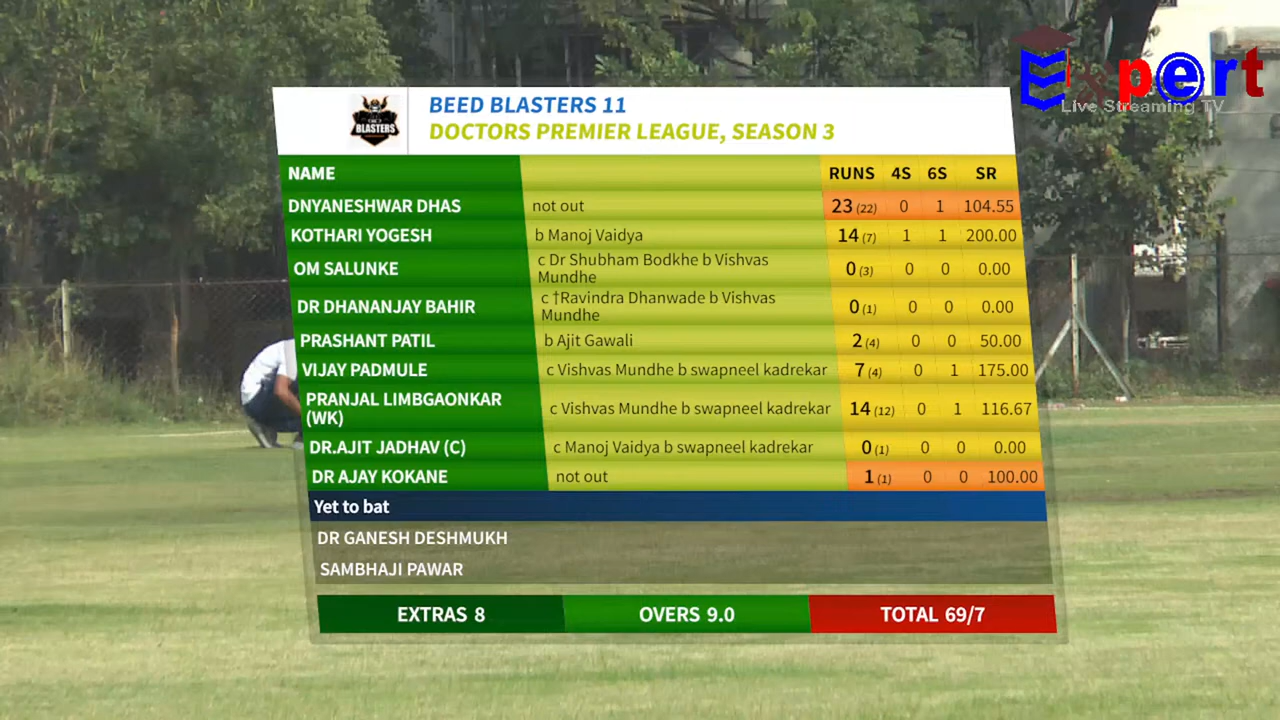 Expert
Live Streaming TV
BLASTERS
BEED BLASTERS 11
DOCTORS PREMIER LEAGUE, SEASON 3
NAME RUNS 4S 6S SR
DNYANESHWAR DHAS not out 23 (22) 0 1 104.55
KOTHARI YOGESH b Manoj Vaidya 14 (7) 1 1 200.00
OM SALUNKE c Dr Shubham Bodkhe b Vishvas Mundhe 0 (3) 0 0 0.00
DR DHANANJAY BAHIR c †Ravindra Dhanwade b Vishvas Mundhe 0 (1) 0 0 0.00
PRASHANT PATIL b Ajit Gawali 2 (4) 0 0 50.00
VIJAY PADMULE c Vishvas Mundhe b swapneel kadrekar 7 (4) 0 1 175.00
PRANJAL LIMBGAONKAR (WK) c Vishvas Mundhe b swapneel kadrekar 14 (12) 0 1 116.67
DR.AJIT JADHAV (C) c Manoj Vaidya b swapneel kadrekar 0 (1) 0 0 0.00
DR AJAY KOKANE not out 1 (1) 0 0 100.00
Yet to bat
DR GANESH DESHMUKH
SAMBHAJI PAWAR
EXTRAS 8 OVERS 9.0 TOTAL 69/7